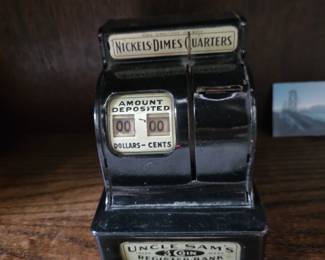 NICKELS DIMES QUARTERS
AMOUNT
DEPOSITED
00 00
DOLLARS-CENTS
UNCLE SAM'S
3 COIN
REGISTER BANK